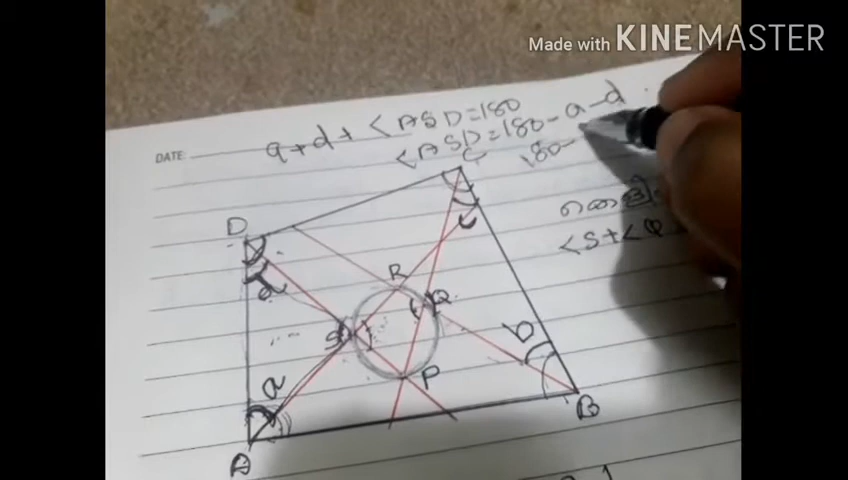 Made with KINEMASTER
DATE:
a+d+<ASD=180
<ASD=180-a-d
180-
C
D
<S+<Q
d
R
Q
S
b
a
P
B
A